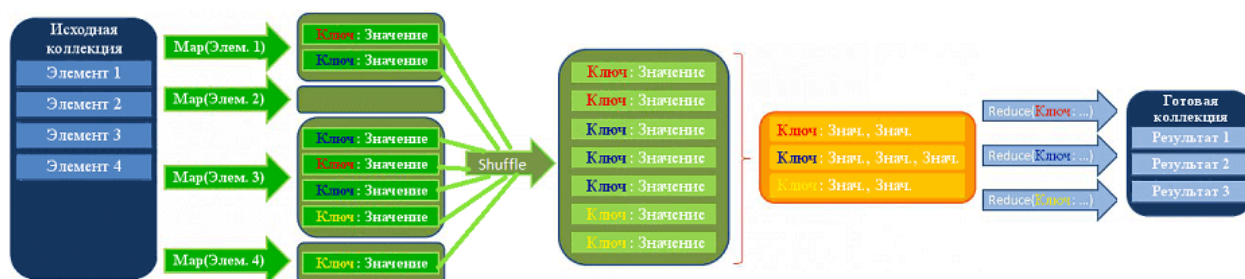 Исходная
коллекция
Элемент 1
Элемент 2
Элемент 3
Элемент 4
Map(Элем. 1)
Map(Элем. 2)
Map(Элем. 3)
Map(Элем. 4)
Ключ : Значение
Ключ : Значение
Ключ : Значение
Ключ : Значение
Ключ : Значение
Ключ : Значение
Ключ : Значение
Shuffle
Ключ : Значение
Ключ : Значение
Ключ : Значение
Ключ : Значение
Ключ : Значение
Ключ : Значение
Ключ : Значение
Ключ : Знач., Знач.
Ключ : Знач., Знач., Знач.
Ключ : Знач., Знач.
Reduce(Ключ : ...)
Reduce(Ключ : ...)
Reduce(Ключ : ...)
Готовая
коллекция
Результат 1
Результат 2
Результат 3